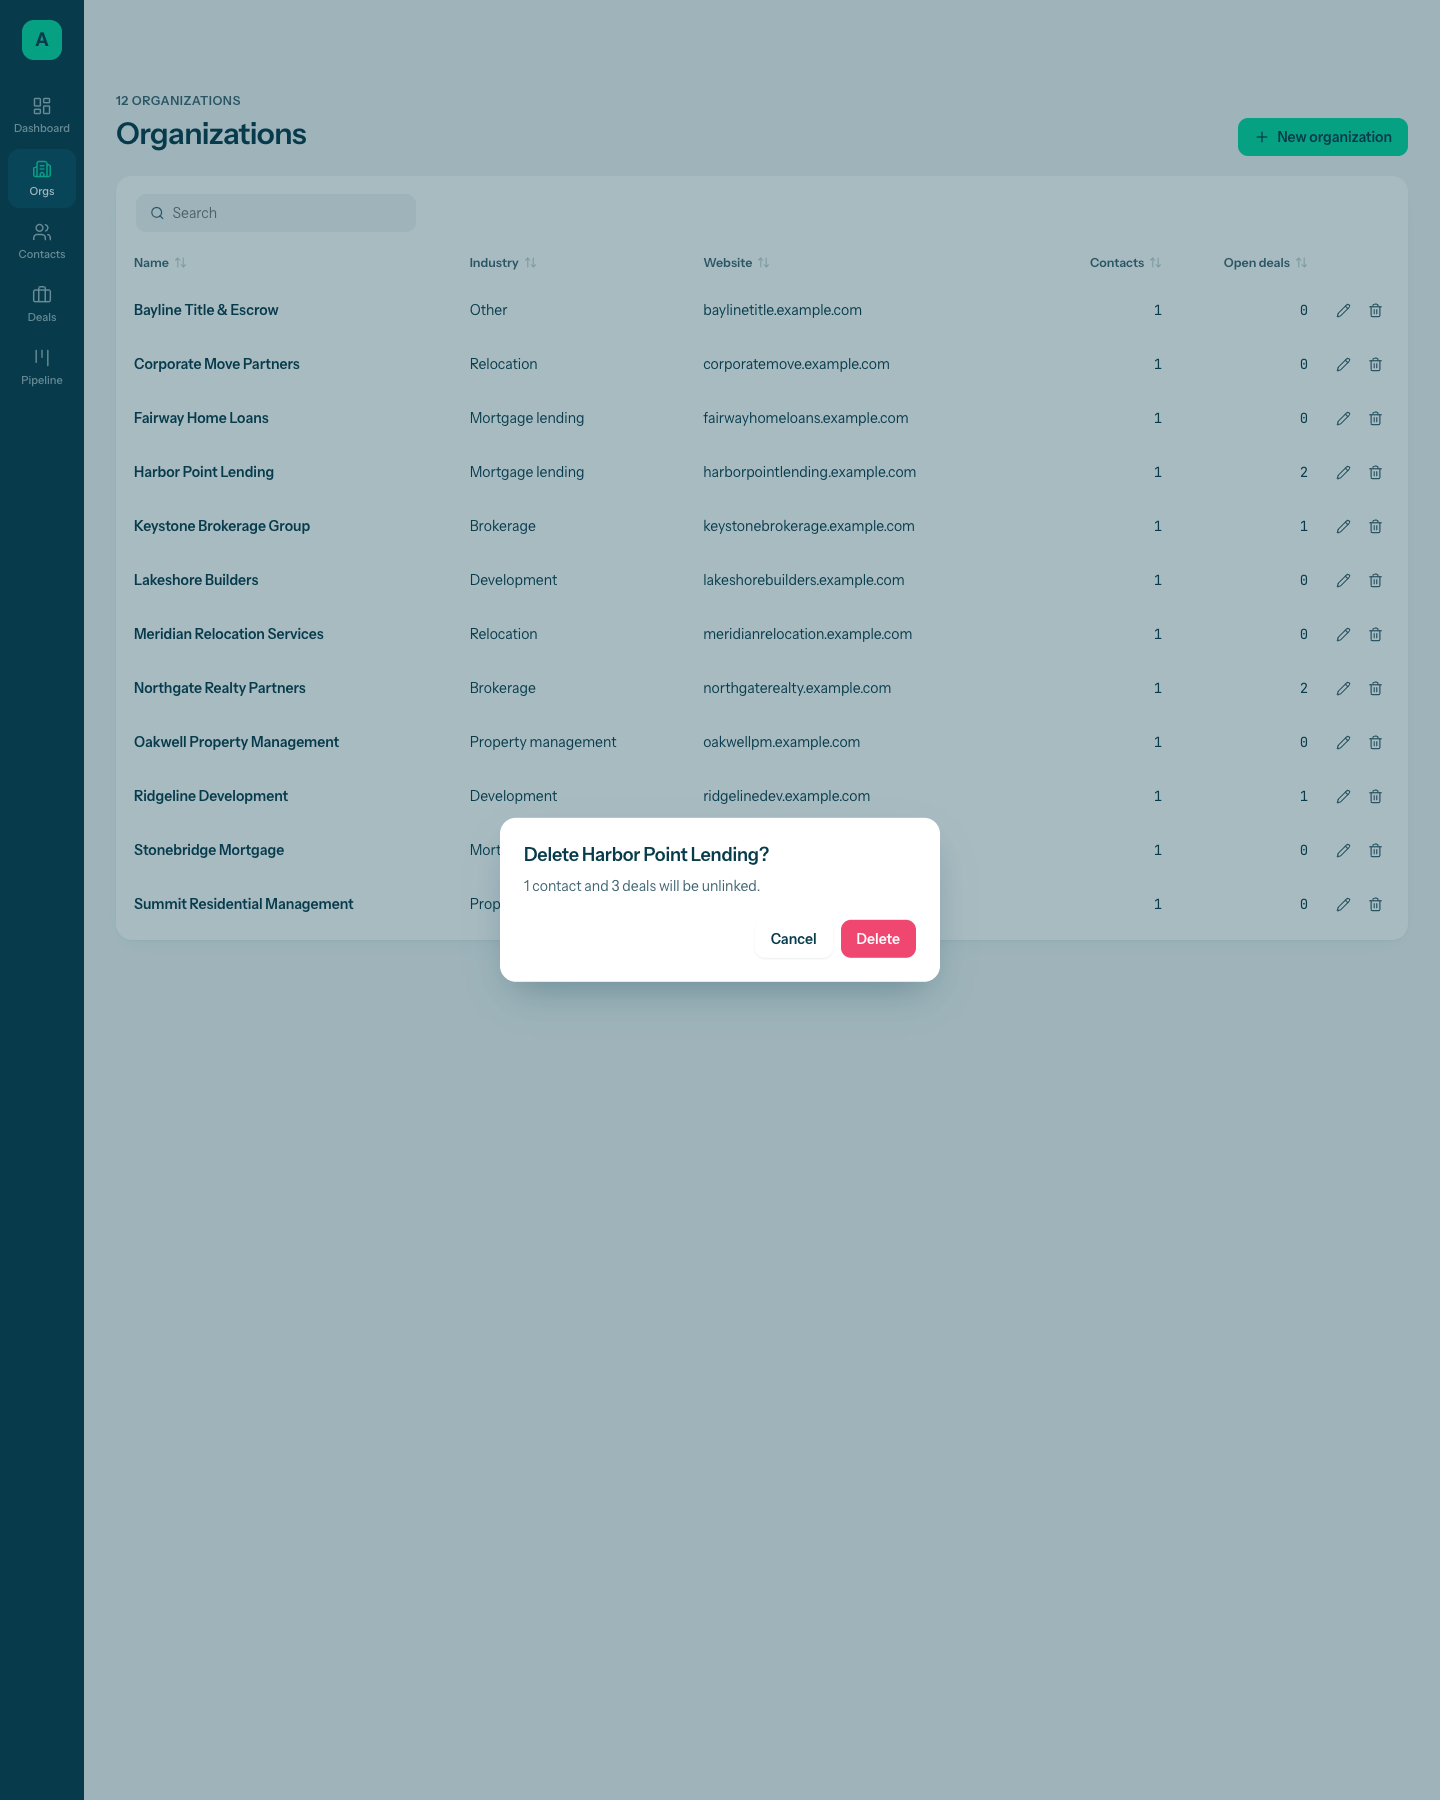 A
Dashboard
Orgs
Contacts
Deals
Pipeline
12 ORGANIZATIONS
Organizations
New organization
Search
Name Industry Website Contacts Open deals
Bayline Title & Escrow Other baylinetitle.example.com 1 0
Corporate Move Partners Relocation corporatemove.example.com 1 0
Fairway Home Loans Mortgage lending fairwayhomeloans.example.com 1 0
Harbor Point Lending Mortgage lending harborpointlending.example.com 1 2
Keystone Brokerage Group Brokerage keystonebrokerage.example.com 1 1
Lakeshore Builders Development lakeshorebuilders.example.com 1 0
Meridian Relocation Services Relocation meridianrelocation.example.com 1 0
Northgate Realty Partners Brokerage northgaterealty.example.com 1 2
Oakwell Property Management Property management oakwellpm.example.com 1 0
Ridgeline Development Development ridgelinedev.example.com 1 1
Stonebridge Mortgage Mort 1 0
Summit Residential Management Prop 1 0
Delete Harbor Point Lending?
1 contact and 3 deals will be unlinked.
Cancel Delete